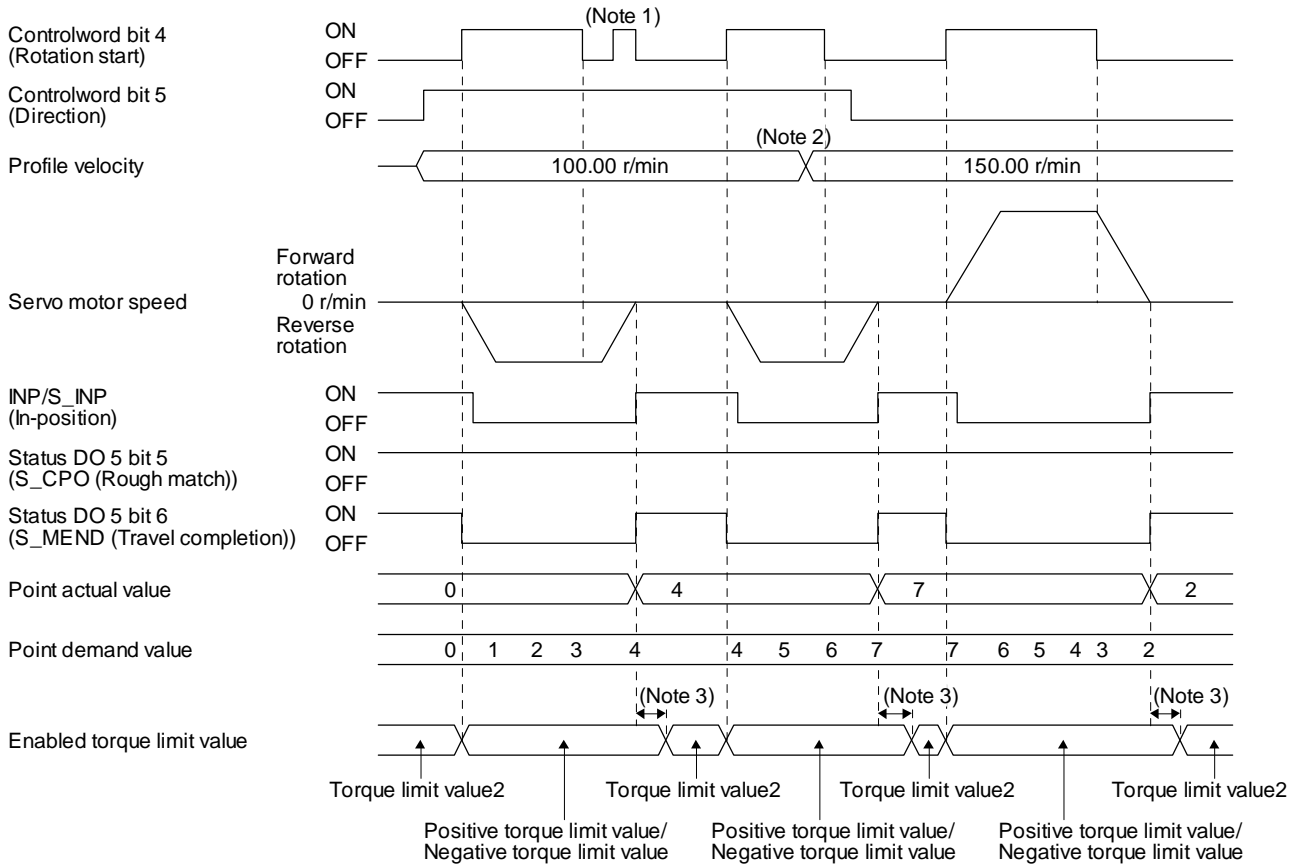 (Note 1)
Controlword bit 4
(Rotation start)
ON
OFF
Controlword bit 5
(Direction)
ON
OFF
(Note 2)
Profile velocity
100.00 r/min
150.00 r/min
Servo motor speed
Forward
rotation
0 r/min
Reverse
rotation
INP/S_INP
(In-position)
ON
OFF
Status DO 5 bit 5
(S_CPO (Rough match))
ON
OFF
Status DO 5 bit 6
(S_MEND (Travel completion))
ON
OFF
Point actual value
0 4 7 2
Point demand value
0 1 2 3 4 4 5 6 7 7 6 5 4 3 2
(Note 3) (Note 3) (Note 3)
Enabled torque limit value
Torque limit value2 Torque limit value2 Torque limit value2 Torque limit value2
Positive torque limit value/
Negative torque limit value
Positive torque limit value/
Negative torque limit value
Positive torque limit value/
Negative torque limit value